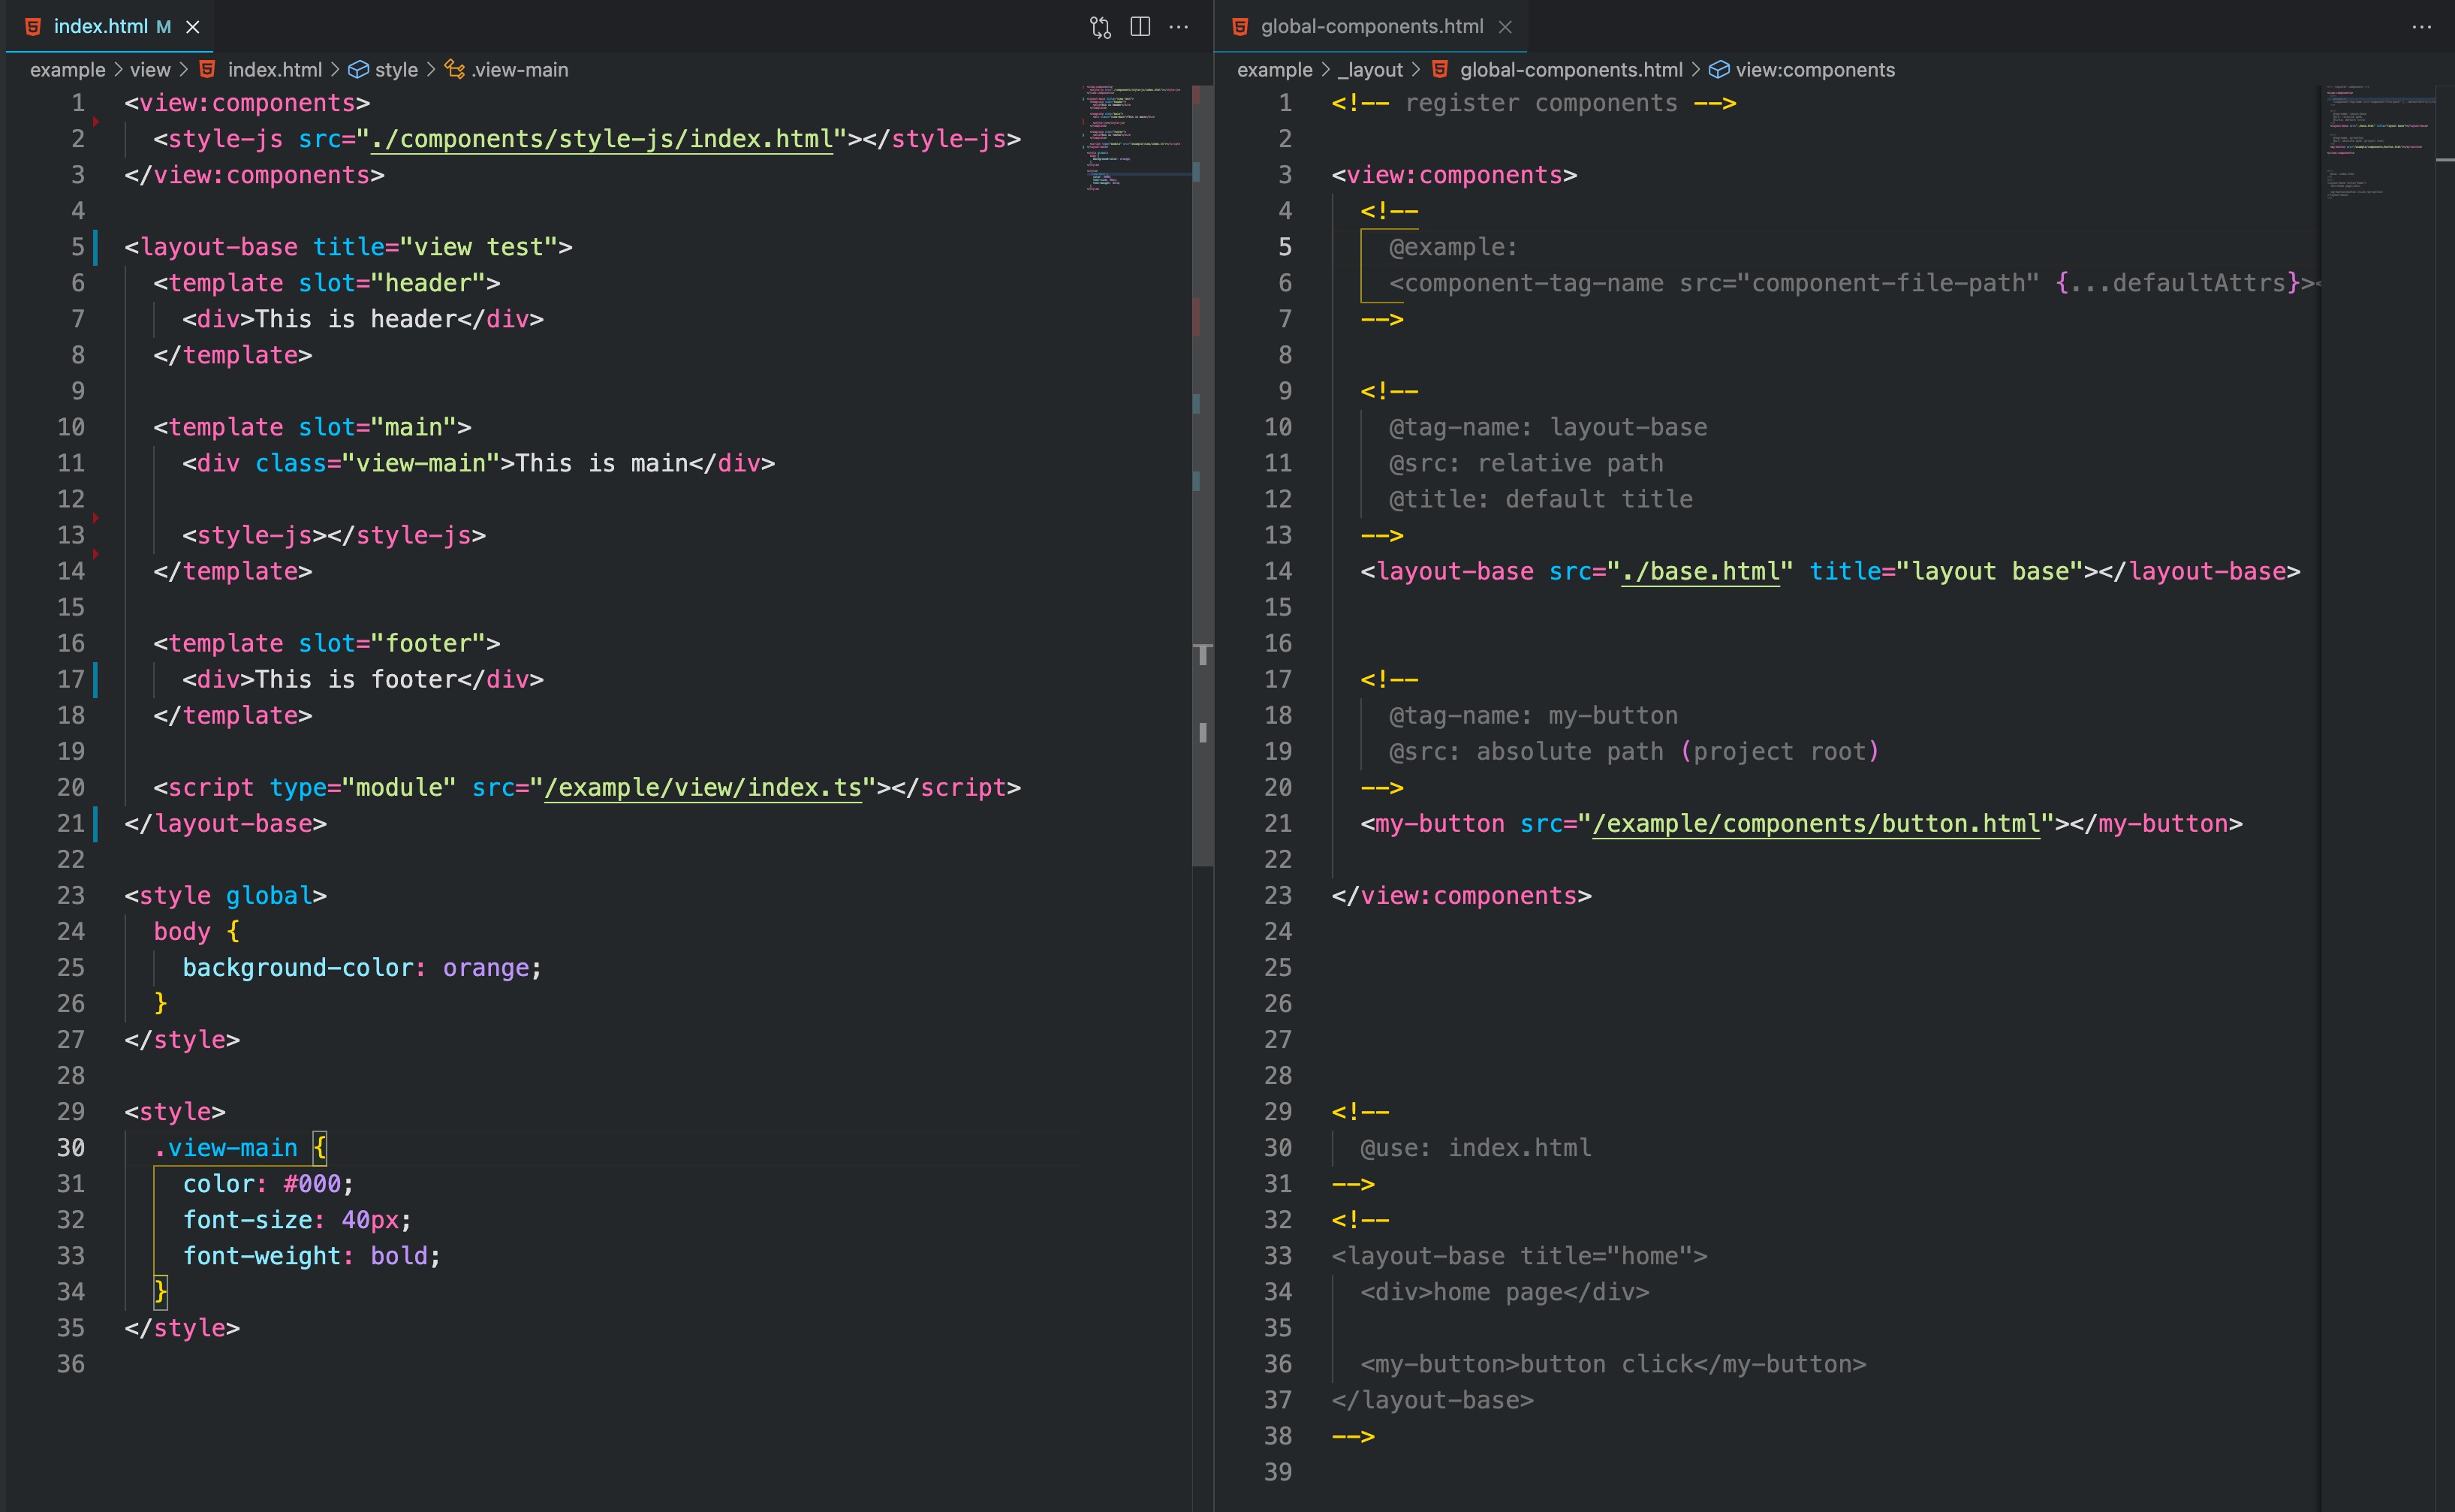 index.html M
example > view > index.html > style > .view-main
1 <view:components>
2 <style-js src="./components/style-js/index.html"></style-js>
3 </view:components>
4
5 <layout-base title="view test">
6 <template slot="header">
7 <div>This is header</div>
8 </template>
9
10 <template slot="main">
11 <div class="view-main">This is main</div>
12
13 <style-js></style-js>
14 </template>
15
16 <template slot="footer">
17 <div>This is footer</div>
18 </template>
19
20 <script type="module" src="/example/view/index.ts"></script>
21 </layout-base>
22
23 <style global>
24 body {
25 background-color: orange;
26 }
27 </style>
28
29 <style>
30 .view-main {
31 color: #000;
32 font-size: 40px;
33 font-weight: bold;
34 }
35 </style>
36
global-components.html
example > _layout > global-components.html > view:components
1 <!-- register components -->
2
3 <view:components>
4 <!--
5 @example:
6 <component-tag-name src="component-file-path" {...defaultAttrs}><
7 -->
8
9 <!--
10 @tag-name: layout-base
11 @src: relative path
12 @title: default title
13 -->
14 <layout-base src="./base.html" title="layout base"></layout-base>
15
16
17 <!--
18 @tag-name: my-button
19 @src: absolute path (project root)
20 -->
21 <my-button src="/example/components/button.html"></my-button>
22
23 </view:components>
24
25
26
27
28
29 <!--
30 @use: index.html
31 -->
32 <!--
33 <layout-base title="home">
34 <div>home page</div>
35
36 <my-button>button click</my-button>
37 </layout-base>
38 -->
39